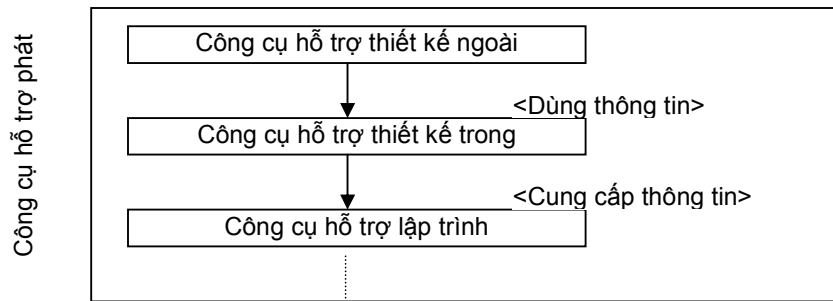 Công cụ hỗ trợ phát
Công cụ hỗ trợ thiết kế ngoài
<Dùng thông tin>
Công cụ hỗ trợ thiết kế trong
<Cung cấp thông tin>
Công cụ hỗ trợ lập trình